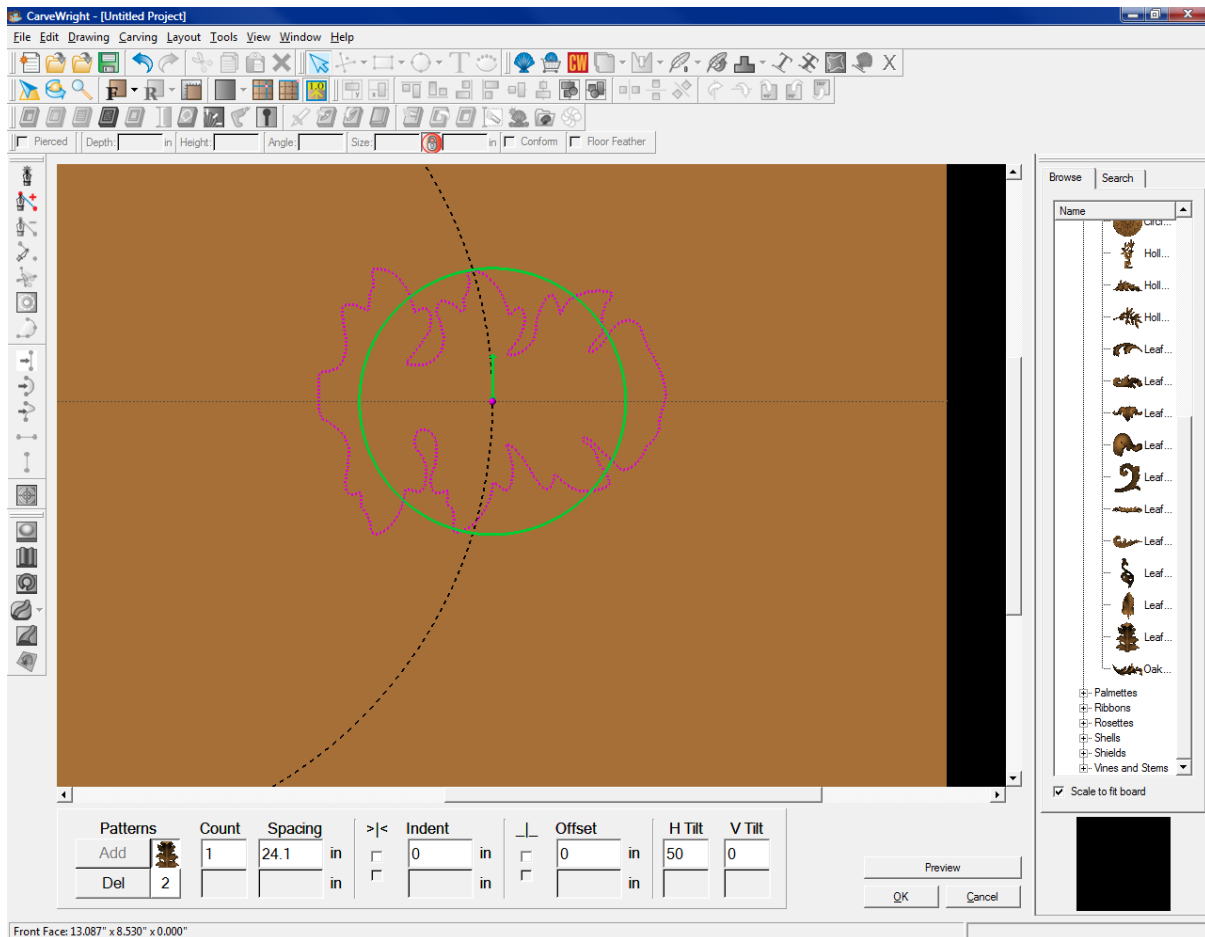 CarveWright - [Untitled Project]
File Edit Drawing Carving Layout Tools View Window Help
CW
X
F R 1.0
Pierced Depth: in Height: Angle: Size: in Conform Floor Feather
Browse Search
Name
Circl...
Holl...
Holl...
Holl...
Leaf...
Leaf...
Leaf...
Leaf...
Leaf...
Leaf...
Leaf...
Leaf...
Leaf...
Leaf...
Oak...
Palmettes
Ribbons
Rosettes
Shells
Shields
Vines and Stems
Scale to fit board
Patterns Count Spacing >|< Indent _|_ Offset H Tilt V Tilt
Add 1 24.1 in 0 in 0 in 50 0
Del 2 in in in
Preview
OK Cancel
Front Face: 13.087" x 8.530" x 0.000"